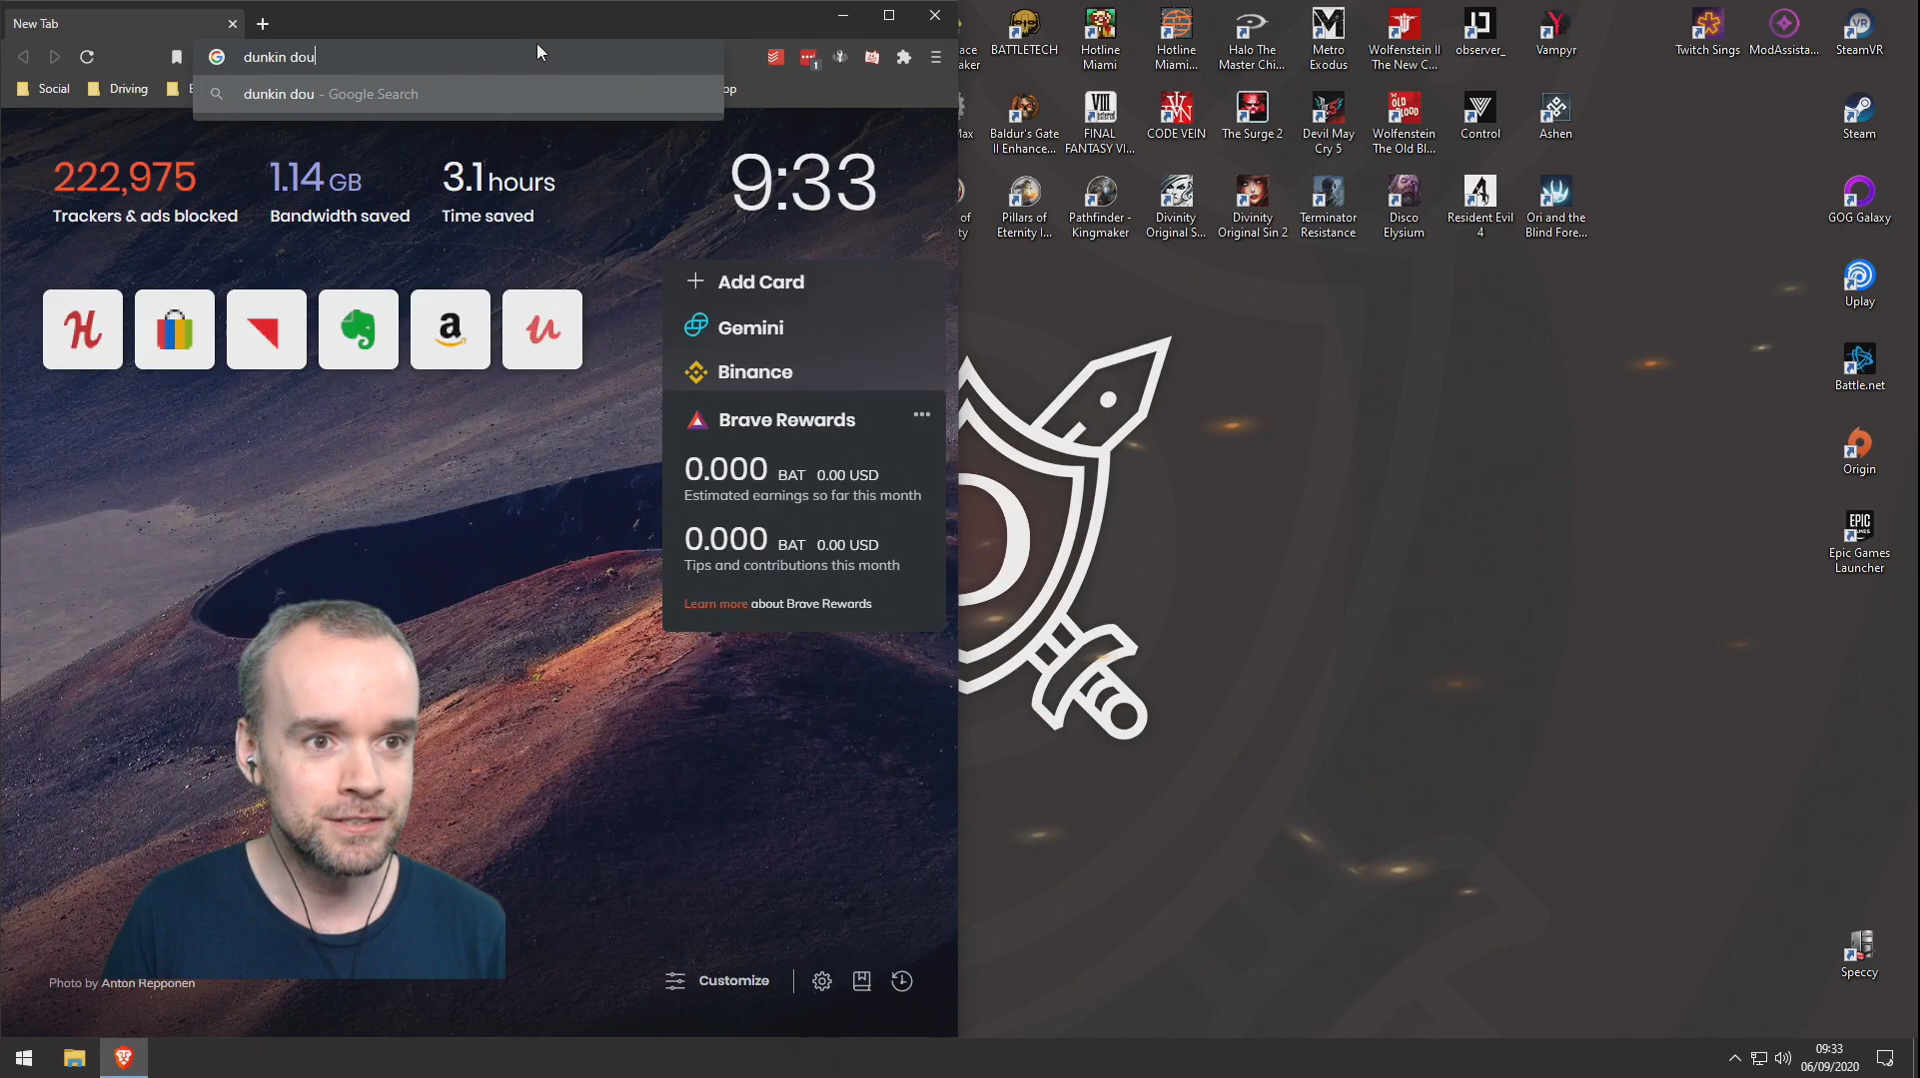 New Tab
dunkin dou
dunkin dou - Google Search
1
Social
Driving
op
222,975
Trackers & ads blocked
1.14 GB
Bandwidth saved
3.1 hours
Time saved
9:33
Add Card
Gemini
Binance
Brave Rewards
0.000 BAT 0.00 USD
Estimated earnings so far this month
0.000 BAT 0.00 USD
Tips and contributions this month
Learn more about Brave Rewards
Photo by Anton Repponen
Customize
BATTLETECH
Hotline
Miami
Hotline
Miami...
Halo The
Master Chi...
Metro
Exodus
Wolfenstein II
The New C...
observer_
Vampyr
Twitch Sings
ModAssista...
SteamVR
Baldur's Gate
II Enhance...
FINAL
FANTASY VI...
CODE VEIN
The Surge 2
Devil May
Cry 5
Wolfenstein
The Old Bl...
Control
Ashen
Steam
Pillars of
Eternity I...
Pathfinder -
Kingmaker
Divinity
Original S...
Divinity
Original Sin 2
Terminator
Resistance
Disco
Elysium
Resident Evil
4
Ori and the
Blind Fore...
GOG Galaxy
Uplay
Battle.net
Origin
EPIC
GAMES
Epic Games
Launcher
Speccy
09:33
06/09/2020